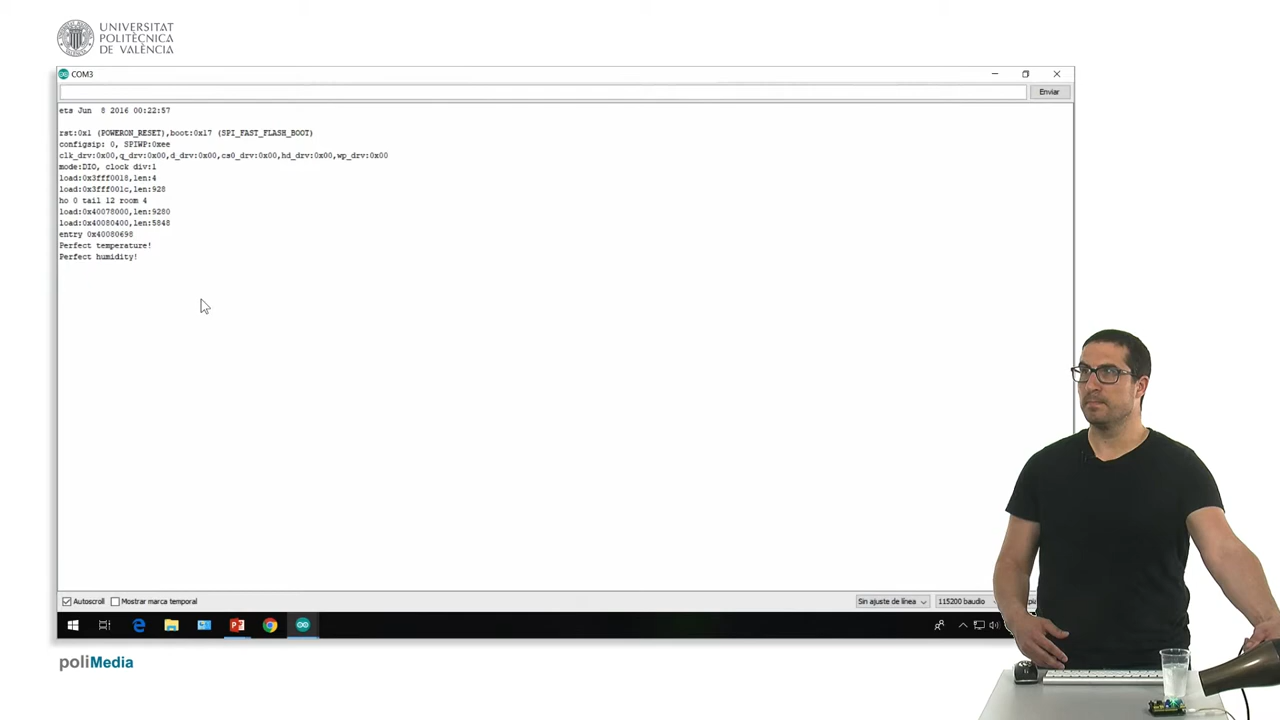 UNIVERSITAT
POLITÈCNICA
DE VALÈNCIA
COM3
Enviar
ets Jun 8 2016 00:22:57
rst:0x1 (POWERON_RESET),boot:0x17 (SPI_FAST_FLASH_BOOT)
configsip: 0, SPIWP:0xee
clk_drv:0x00,q_drv:0x00,d_drv:0x00,cs0_drv:0x00,hd_drv:0x00,wp_drv:0x00
mode:DIO, clock div:1
load:0x3fff0018,len:4
load:0x3fff001c,len:928
ho 0 tail 12 room 4
load:0x40078000,len:9280
load:0x40080400,len:5848
entry 0x40080698
Perfect temperature!
Perfect humidity!
Autoscroll Mostrar marca temporal Sin ajuste de línea 115200 baudio
poliMedia